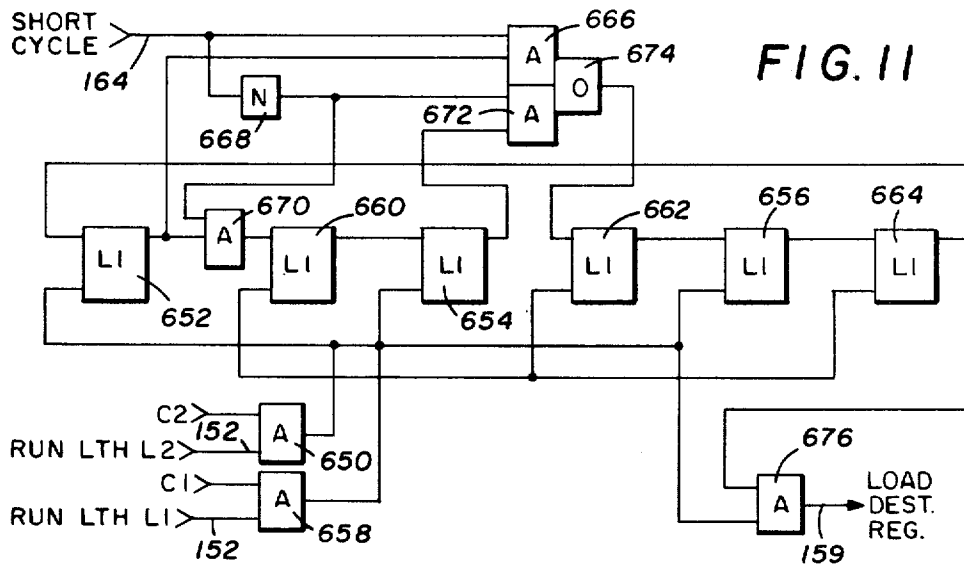 SHORT
CYCLE
164
666
674
FIG. 11
A
O
N
668
672
A
670
660
662
656
664
A
LI
LI
LI
LI
LI
LI
652
654
C2
152
A
650
RUN LTH L2
C1
A
658
RUN LTH L1
152
676
A
LOAD
DEST.
REG.
159